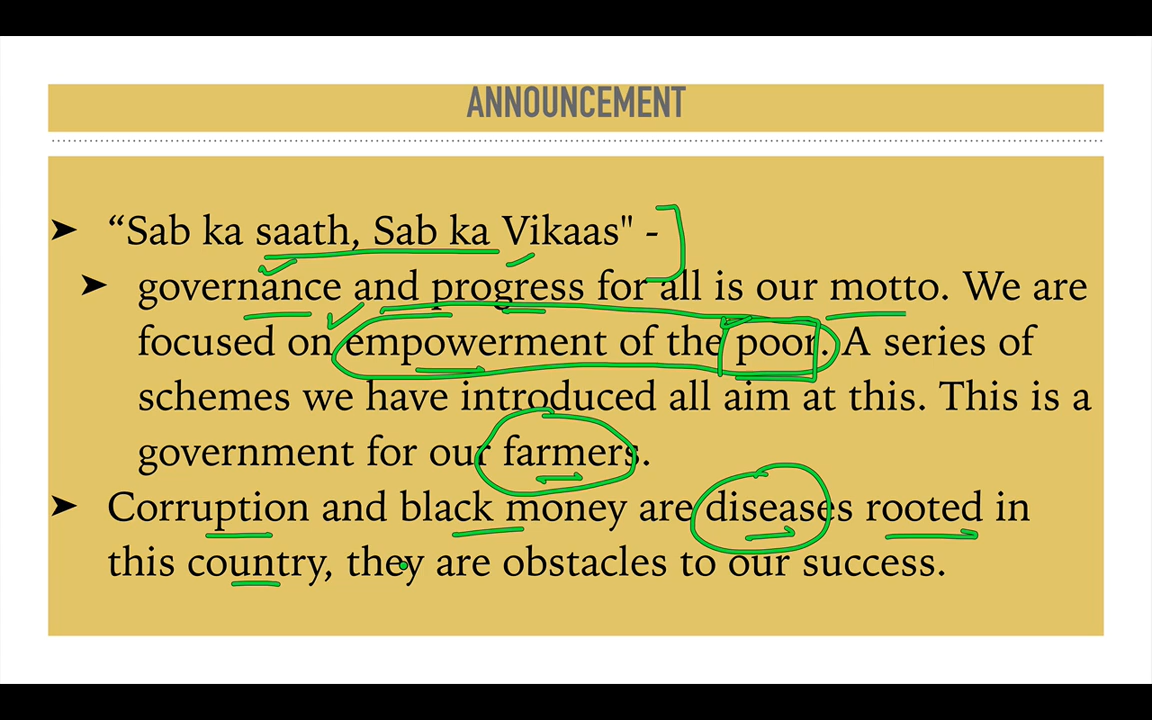 ANNOUNCEMENT
➤ “Sab ka saath, Sab ka Vikaas" -
➤ governance and progress for all is our motto. We are
focused on empowerment of the poor. A series of
schemes we have introduced all aim at this. This is a
government for our farmers.
➤ Corruption and black money are diseases rooted in
this country, they are obstacles to our success.